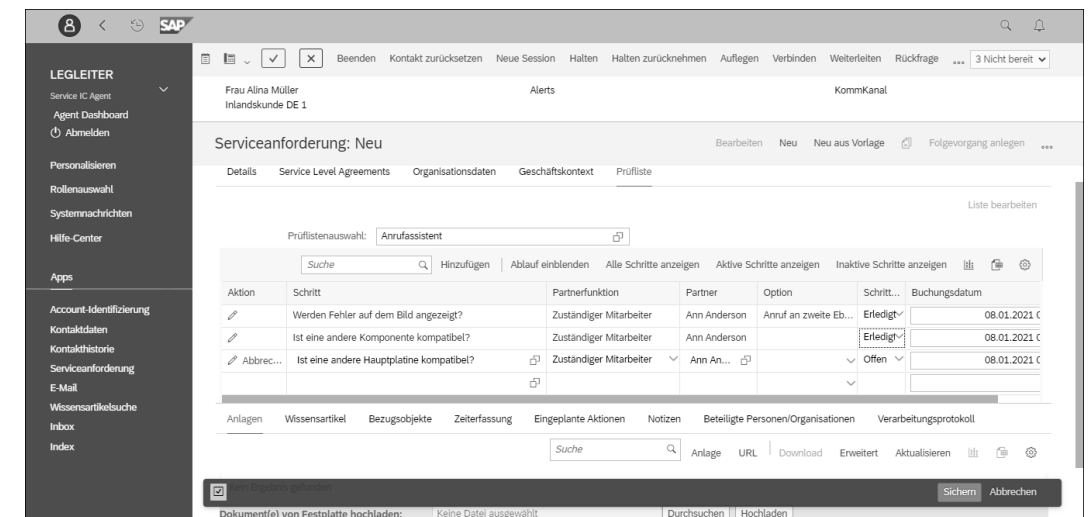 SAP
Beenden Kontakt zurücksetzen Neue Session Halten Halten zurücknehmen Auflegen Verbinden Weiterleiten Rückfrage ... 3 Nicht bereit
LEGLEITER
Service IC Agent
Agent Dashboard
Abmelden
Personalisieren
Rollenauswahl
Systemnachrichten
Hilfe-Center
Apps
Account-Identifizierung
Kontaktdaten
Kontakthistorie
Serviceanforderung
E-Mail
Wissensartikelsuche
Inbox
Index
Frau Alina Müller Alerts KommKanal
Inlandskunde DE 1
Serviceanforderung: Neu Bearbeiten Neu Neu aus Vorlage Folgevorgang anlegen ...
Details Service Level Agreements Organisationsdaten Geschäftskontext Prüfliste
Liste bearbeiten
Prüflistenauswahl: Anrufassistent
Suche Hinzufügen Ablauf einblenden Alle Schritte anzeigen Aktive Schritte anzeigen Inaktive Schritte anzeigen
Aktion Schritt Partnerfunktion Partner Option Schritt... Buchungsdatum
Werden Fehler auf dem Bild angezeigt? Zuständiger Mitarbeiter Ann Anderson Anruf an zweite Eb... Erledigt 08.01.2021 0
Ist eine andere Komponente kompatibel? Zuständiger Mitarbeiter Ann Anderson Erledigt 08.01.2021 0
Abbrec... Ist eine andere Hauptplatine kompatibel? Zuständiger Mitarbeiter Ann An... Offen 08.01.2021 0
Anlagen Wissensartikel Bezugsobjekte Zeiterfassung Eingeplante Aktionen Notizen Beteiligte Personen/Organisationen Verarbeitungsprotokoll
Suche Anlage URL Download Erweitert Aktualisieren
Kein Ergebnis gefunden
Sichern Abbrechen
Dokument(e) von Festplatte hochladen: Keine Datei ausgewählt Durchsuchen Hochladen